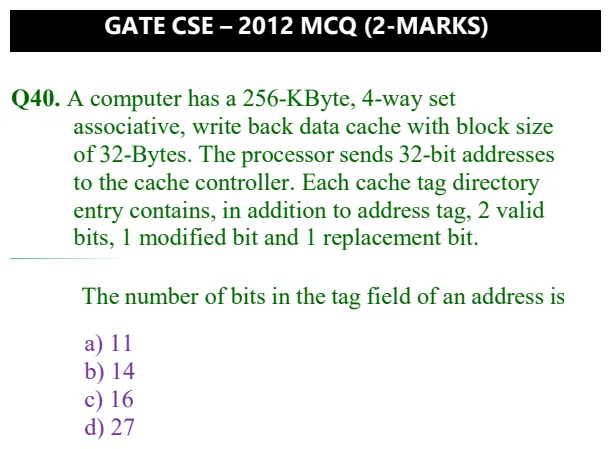 GATE CSE – 2012 MCQ (2-MARKS)
Q40. A computer has a 256-KByte, 4-way set
associative, write back data cache with block size
of 32-Bytes. The processor sends 32-bit addresses
to the cache controller. Each cache tag directory
entry contains, in addition to address tag, 2 valid
bits, 1 modified bit and 1 replacement bit.
The number of bits in the tag field of an address is
a) 11
b) 14
c) 16
d) 27